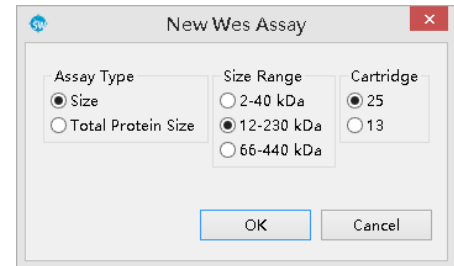 New Wes Assay
Assay Type
Size
Total Protein Size
Size Range
2-40 kDa
12-230 kDa
66-440 kDa
Cartridge
25
13
OK
Cancel